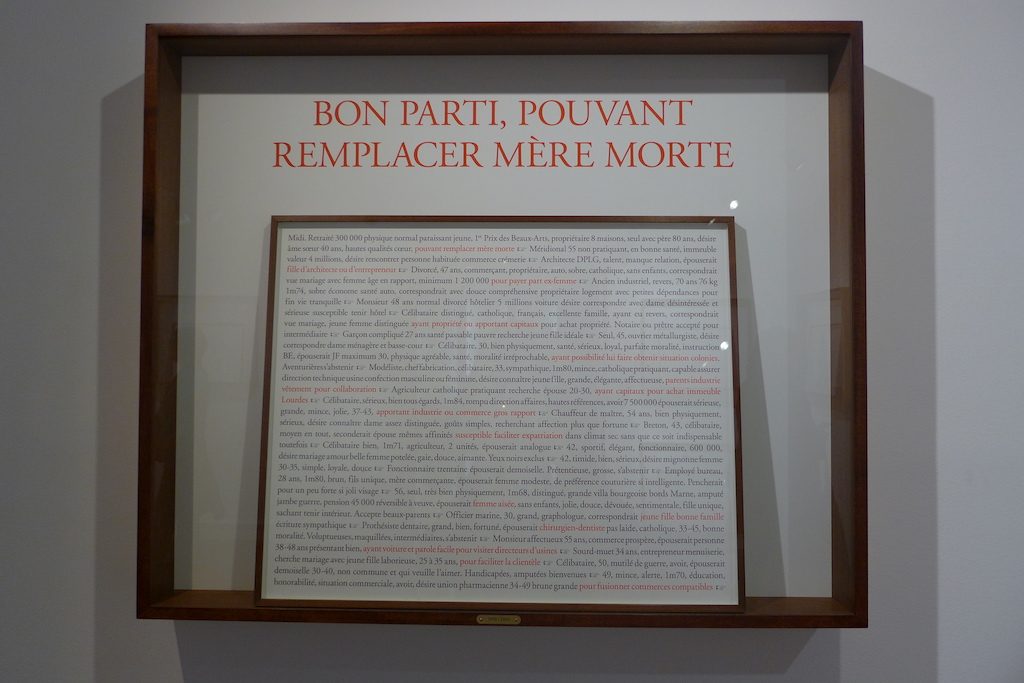 BON PARTI, POUVANT
REMPLACER MÈRE MORTE
Midi. Retraité 300 000 physique normal paraissant jeune, 1er Prix des Beaux-Arts, propriétaire 8 maisons, seul avec père 80 ans, désire
âme sœur 40 ans, hautes qualités cœur, pouvant remplacer mère morte ☞ Méridional 55 non pratiquant, en bonne santé, immeuble
valeur 4 millions, désire rencontrer personne habituée commerce crémerie ☞ Architecte DPLG, talent, manque relation, épouserait
fille d'architecte ou d'entrepreneur ☞ Divorcé, 47 ans, commerçant, propriétaire, auto, sobre, catholique, sans enfants, correspondrait
vue mariage avec femme âge en rapport, minimum 1 200 000 pour payer part ex-femme ☞ Ancien industriel, revets, 70 ans 76 kg
1m74, sobre économe santé auto, correspondrait avec douce compréhensive propriétaire logement avec petites dépendances pour
fin vie tranquille ☞ Monsieur 48 ans normal divorcé hôtelier 5 millions voiture désire correspondre avec dame désintéressée et
sérieuse susceptible tenir hôtel ☞ Célibataire distingué, catholique, français, excellente famille, ayant eu revers, correspondrait
vue mariage, jeune femme distinguée ayant propriété ou apportant capitaux pour achat propriété. Notaire ou prêtre accepté pour
intermédiaire ☞ Garçon compliqué 27 ans santé passable pauvre recherche jeune fille idéale ☞ Seul, 45, ouvrier métallurgiste, désire
correspondre dame ménagère et basse-cour ☞ Célibataire, 30, bien physiquement, santé, sérieux, loyal, parfaite moralité, instruction
BE, épouserait JF maximum 30, physique agréable, santé, moralité irréprochable, ayant possibilité lui faire obtenir situation colonies.
Aventurières s'abstenir ☞ Modéliste, chef fabrication, célibataire, 33, sympathique, 1m80, mince, catholique pratiquant, capable assurer
direction technique usine confection masculine ou féminine, désire connaître jeune fille, grande, élégante, affectueuse, parents industrie
vêtement pour collaboration ☞ Agriculteur catholique pratiquant recherche épouse 20-30, ayant capitaux pour achat immeuble
Lourdes ☞ Célibataire, sérieux, bien tous égards, 1m84, rompu direction affaires, hautes références, avoir 7 500 000 épouserait sérieuse,
grande, mince, jolie, 37-43, apportant industrie ou commerce gros rapport ☞ Chauffeur de maître, 54 ans, bien physiquement,
sérieux, désire connaître dame assez distinguée, goûts simples, recherchant affection plus que fortune ☞ Breton, 43, célibataire,
moyen en tout, seconderait épouse mêmes affinités susceptible faciliter expatriation dans climat sec sans que ce soit indispensable
toutefois ☞ Célibataire bien, 1m71, agriculteur, 2 unités, épouserait analogue ☞ 42, sportif, élégant, fonctionnaire, 600 000,
désire mariage amour belle femme potelée, gaie, douce, aimante. Yeux noirs exclus ☞ 42, timide, bien, sérieux, désire mignonne femme
30-35, simple, loyale, douce ☞ Fonctionnaire trentaine épouserait demoiselle. Prétentieuse, grosse, s'abstenir ☞ Employé bureau,
28 ans, 1m80, brun, fils unique, mère commerçante, épouserait femme modeste, de préférence couturière si intelligente. Pencherait
pour un peu forte si joli visage ☞ 56, seul, très bien physiquement, 1m68, distingué, grande villa bourgeoise bords Marne, amputé
jambe guerre, pension 45 000 réversible à veuve, épouserait femme aisée, sans enfants, jolie, douce, dévouée, sentimentale, fille unique,
sachant tenir intérieur. Accepte beaux-parents ☞ Officier marine, 30, grand, graphologue, correspondrait jeune fille bonne famille
écriture sympathique ☞ Prothésiste dentaire, grand, bien, fortuné, épouserait chirurgien-dentiste pas laide, catholique, 33-45, bonne
moralité. Voluptueuses, maquillées, intermédiaires, s'abstenir ☞ Monsieur affectueux 55 ans, commerce prospère, épouserait personne
38-48 ans présentant bien, ayant voiture et parole facile pour visiter directeurs d'usines ☞ Sourd-muet 34 ans, entrepreneur menuiserie,
cherche mariage avec jeune fille laborieuse, 25 à 35 ans, pour faciliter la clientèle ☞ Célibataire, 50, mutilé de guerre, avoir, épouserait
demoiselle 30-40, non commune et qui veuille l'aimer. Handicapées, amputées bienvenues ☞ 49, mince, alerte, 1m70, éducation,
honorabilité, situation commerciale, avoir, désire union pharmacienne 34-49 brune grande pour fusionner commerces compatibles ☞